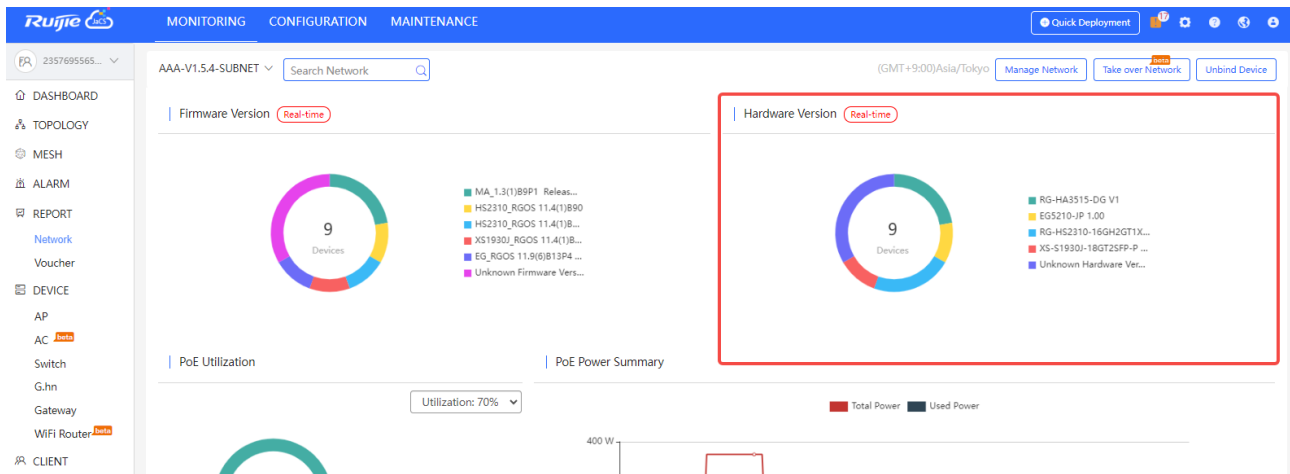 Ruijie JaCS MONITORING CONFIGURATION MAINTENANCE Quick Deployment 17
2357695565... AAA-V1.5.4-SUBNET Search Network (GMT+9:00)Asia/Tokyo Manage Network Take over Network beta Unbind Device
DASHBOARD
TOPOLOGY
MESH
ALARM
REPORT
Network
Voucher
DEVICE
AP
AC beta
Switch
G.hn
Gateway
WiFi Router beta
CLIENT
Firmware Version Real-time
9
Devices
MA_1.3(1)B9P1 Releas...
HS2310_RGOS 11.4(1)B90
HS2310_RGOS 11.4(1)B...
XS1930J_RGOS 11.4(1)B...
EG_RGOS 11.9(6)B13P4 ...
Unknown Firmware Vers...
Hardware Version Real-time
9
Devices
RG-HA3515-DG V1
EG5210-JP 1.00
RG-HS2310-16GH2GT1X...
XS-S1930J-18GT2SFP-P ...
Unknown Hardware Ver...
PoE Utilization
Utilization: 70%
PoE Power Summary
Total Power Used Power
400 W